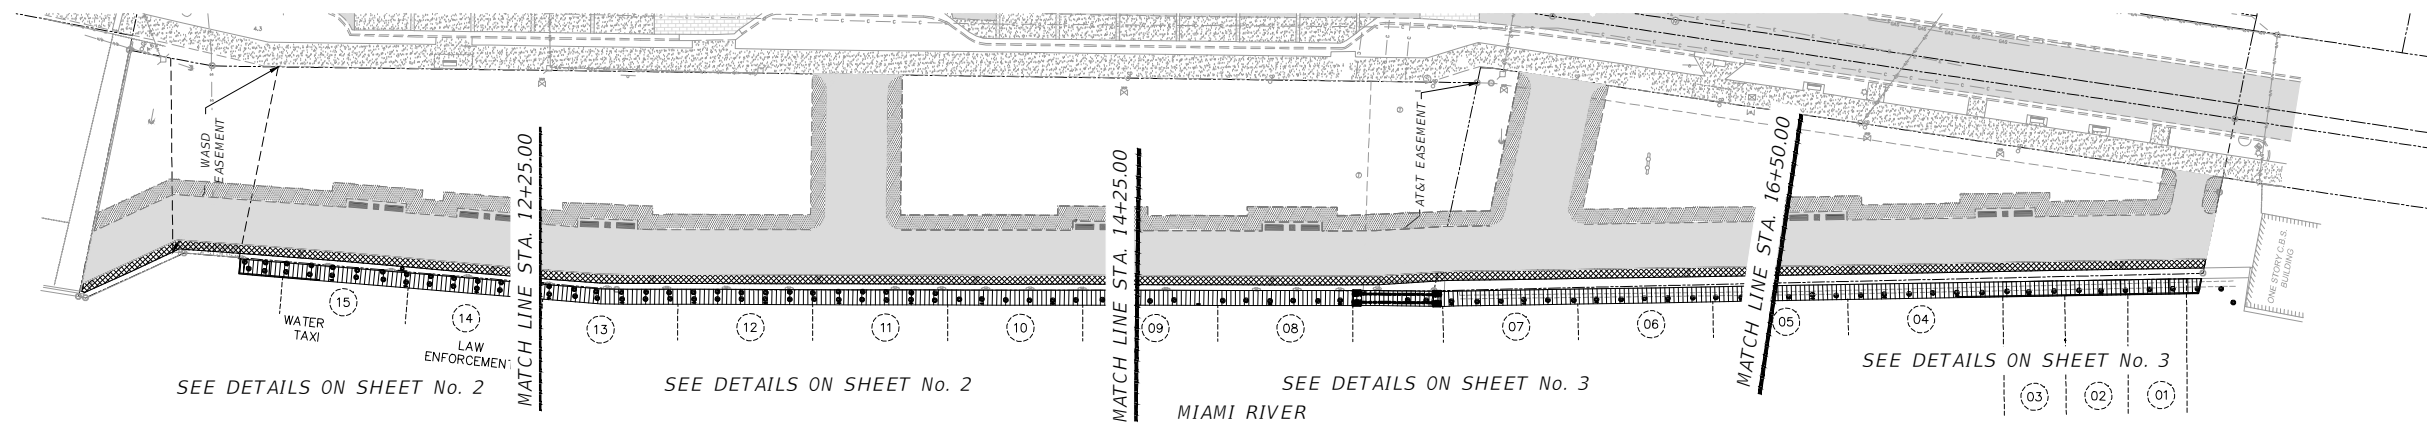 4.3
WASD
EASEMENT
MATCH LINE STA. 12+25.00
MATCH LINE STA. 14+25.00
AT&T EASEMENT
MATCH LINE STA. 16+50.00
ONE STORY C.B.S.
BUILDING
15
14
13
12
11
10
09
08
07
06
05
04
03
02
01
WATER
TAXI
LAW
ENFORCEMENT
SEE DETAILS ON SHEET No. 2
SEE DETAILS ON SHEET No. 2
SEE DETAILS ON SHEET No. 3
SEE DETAILS ON SHEET No. 3
MIAMI RIVER